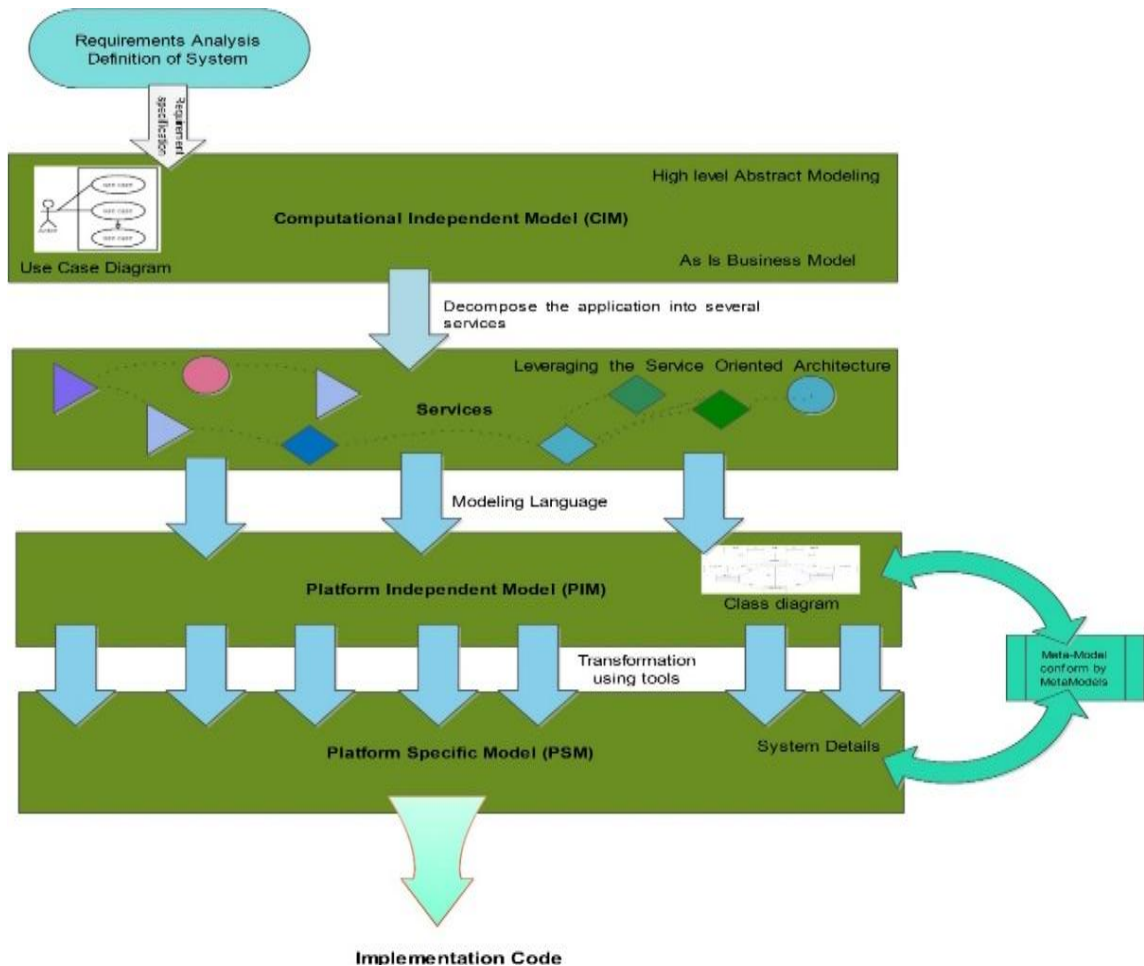 Requirements Analysis
Definition of System
Requirement
specification
High level Abstract Modeling
Computational Independent Model (CIM)
Use Case Diagram
As Is Business Model
Decompose the application into several
services
Leveraging the Service Oriented Architecture
Services
Modeling Language
Platform Independent Model (PIM)
Class diagram
Transformation
using tools
Meta-Model
conform by
MetaModels
System Details
Platform Specific Model (PSM)
Implementation Code